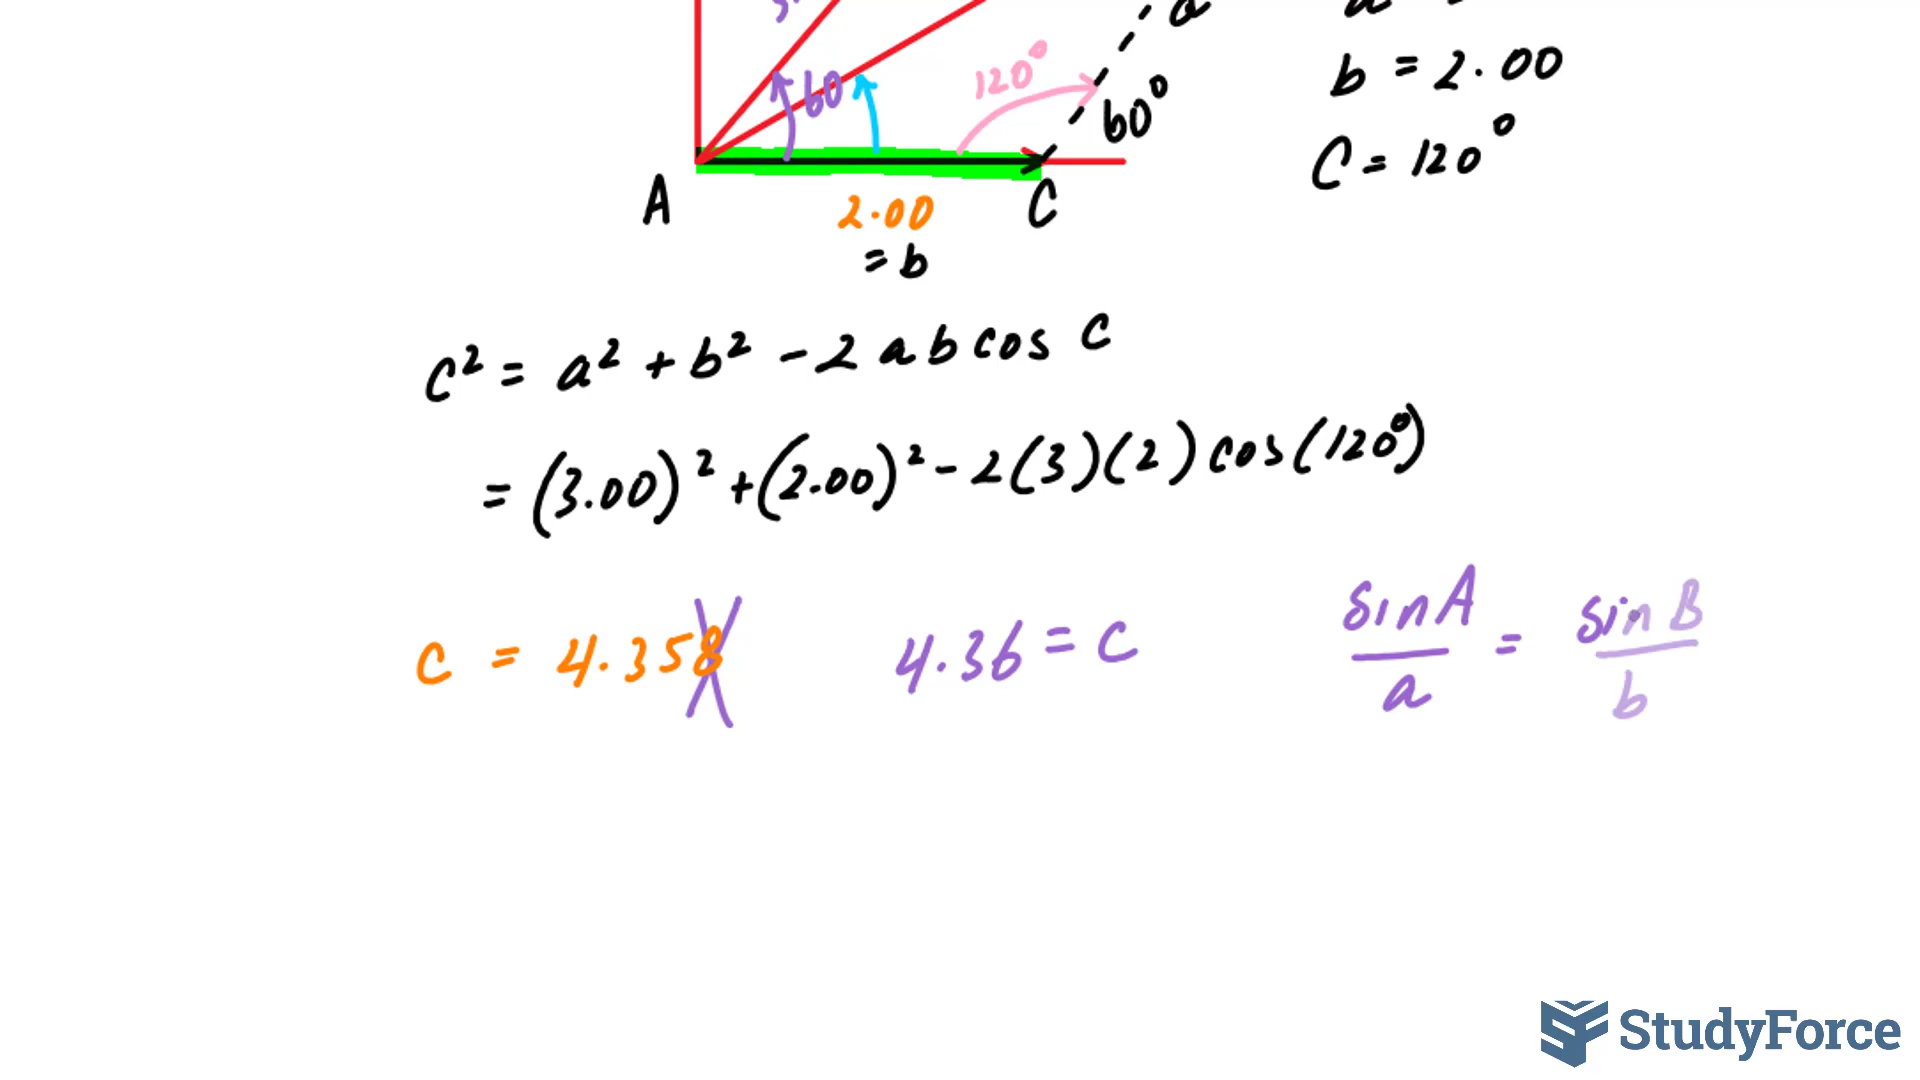 120°
b = 2.00
60
60°
C = 120°
A
2.00
C
= b
c² = a² + b² - 2 a b cos C
= (3.00)² + (2.00)² - 2(3)(2) cos(120°)
c = 4.358
4.36 = c
sin A / a = sin B / b
StudyForce